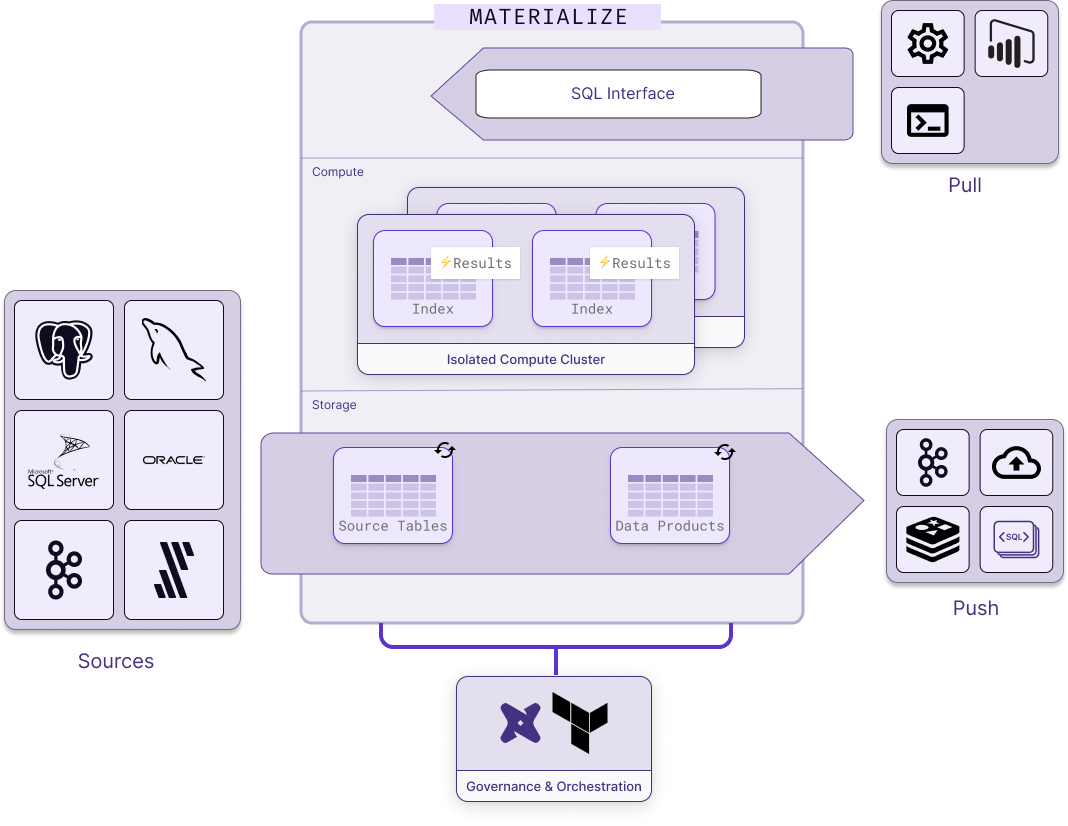 MATERIALIZE
SQL Interface
Pull
Compute
⚡Results
⚡Results
Index
Index
Isolated Compute Cluster
Storage
Microsoft®
SQL Server®
ORACLE®
Source Tables
Data Products
<SQL>
Push
Sources
Governance & Orchestration